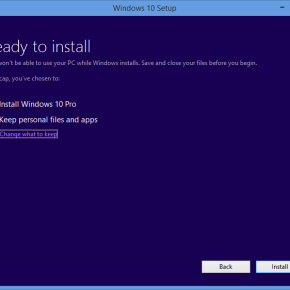 Windows 10 Setup
eady to install
won't be able to use your PC while Windows installs. Save and close your files before you begin.
cap, you've chosen to:
Install Windows 10 Pro
Keep personal files and apps
Change what to keep
Back
Install